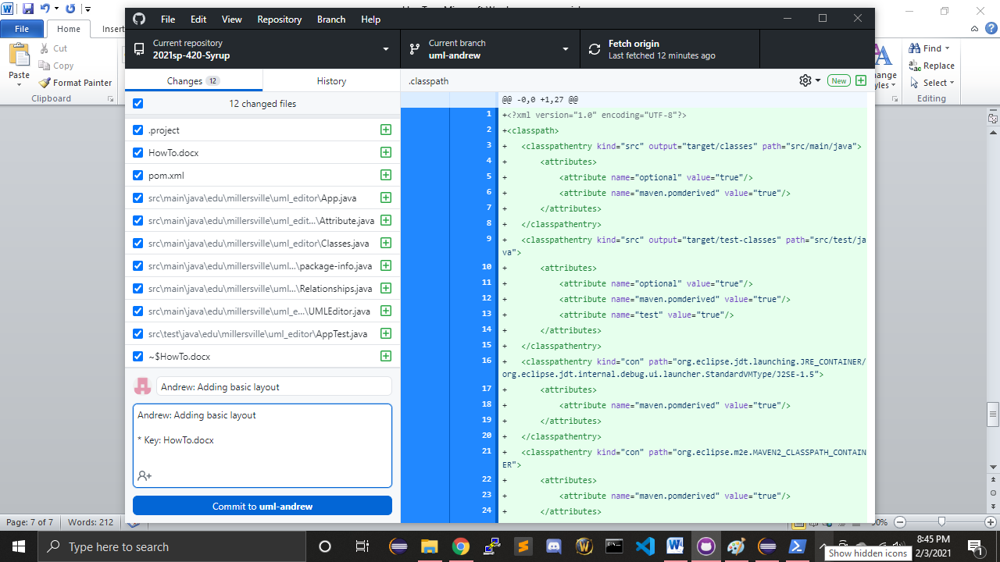 File Edit View Repository Branch Help
File Home Insert
Current repository
2021sp-420-Syrup
Current branch
uml-andrew
Fetch origin
Last fetched 12 minutes ago
Paste
Cut
Copy
Format Painter
Clipboard
Find
Replace
Select
Editing
Changes 12 History
.classpath
New
12 changed files
.project
HowTo.docx
pom.xml
src\main\java\edu\millersville\uml_editor\App.java
src\main\java\edu\millersville\uml_edit...\Attribute.java
src\main\java\edu\millersville\uml_editor\Classes.java
src\main\java\edu\millersville\uml...\package-info.java
src\main\java\edu\millersville\uml...\Relationships.java
src\main\java\edu\millersville\uml_e...\UMLEditor.java
src\test\java\edu\millersville\uml_editor\AppTest.java
~$HowTo.docx
Andrew: Adding basic layout
Andrew: Adding basic layout
* Key: HowTo.docx
Commit to uml-andrew
@@ -0,0 +1,27 @@
1 +<?xml version="1.0" encoding="UTF-8"?>
2 +<classpath>
3 + <classpathentry kind="src" output="target/classes" path="src/main/java">
4 + <attributes>
5 + <attribute name="optional" value="true"/>
6 + <attribute name="maven.pomderived" value="true"/>
7 + </attributes>
8 + </classpathentry>
9 + <classpathentry kind="src" output="target/test-classes" path="src/test/ja
va">
10 + <attributes>
11 + <attribute name="optional" value="true"/>
12 + <attribute name="maven.pomderived" value="true"/>
13 + <attribute name="test" value="true"/>
14 + </attributes>
15 + </classpathentry>
16 + <classpathentry kind="con" path="org.eclipse.jdt.launching.JRE_CONTAINER/
org.eclipse.jdt.internal.debug.ui.launcher.StandardVMType/J2SE-1.5">
17 + <attributes>
18 + <attribute name="maven.pomderived" value="true"/>
19 + </attributes>
20 + </classpathentry>
21 + <classpathentry kind="con" path="org.eclipse.m2e.MAVEN2_CLASSPATH_CONTAIN
ER">
22 + <attributes>
23 + <attribute name="maven.pomderived" value="true"/>
24 + </attributes>
Page: 7 of 7 Words: 212
Type here to search
Show hidden icons
8:45 PM
2/3/2021
1